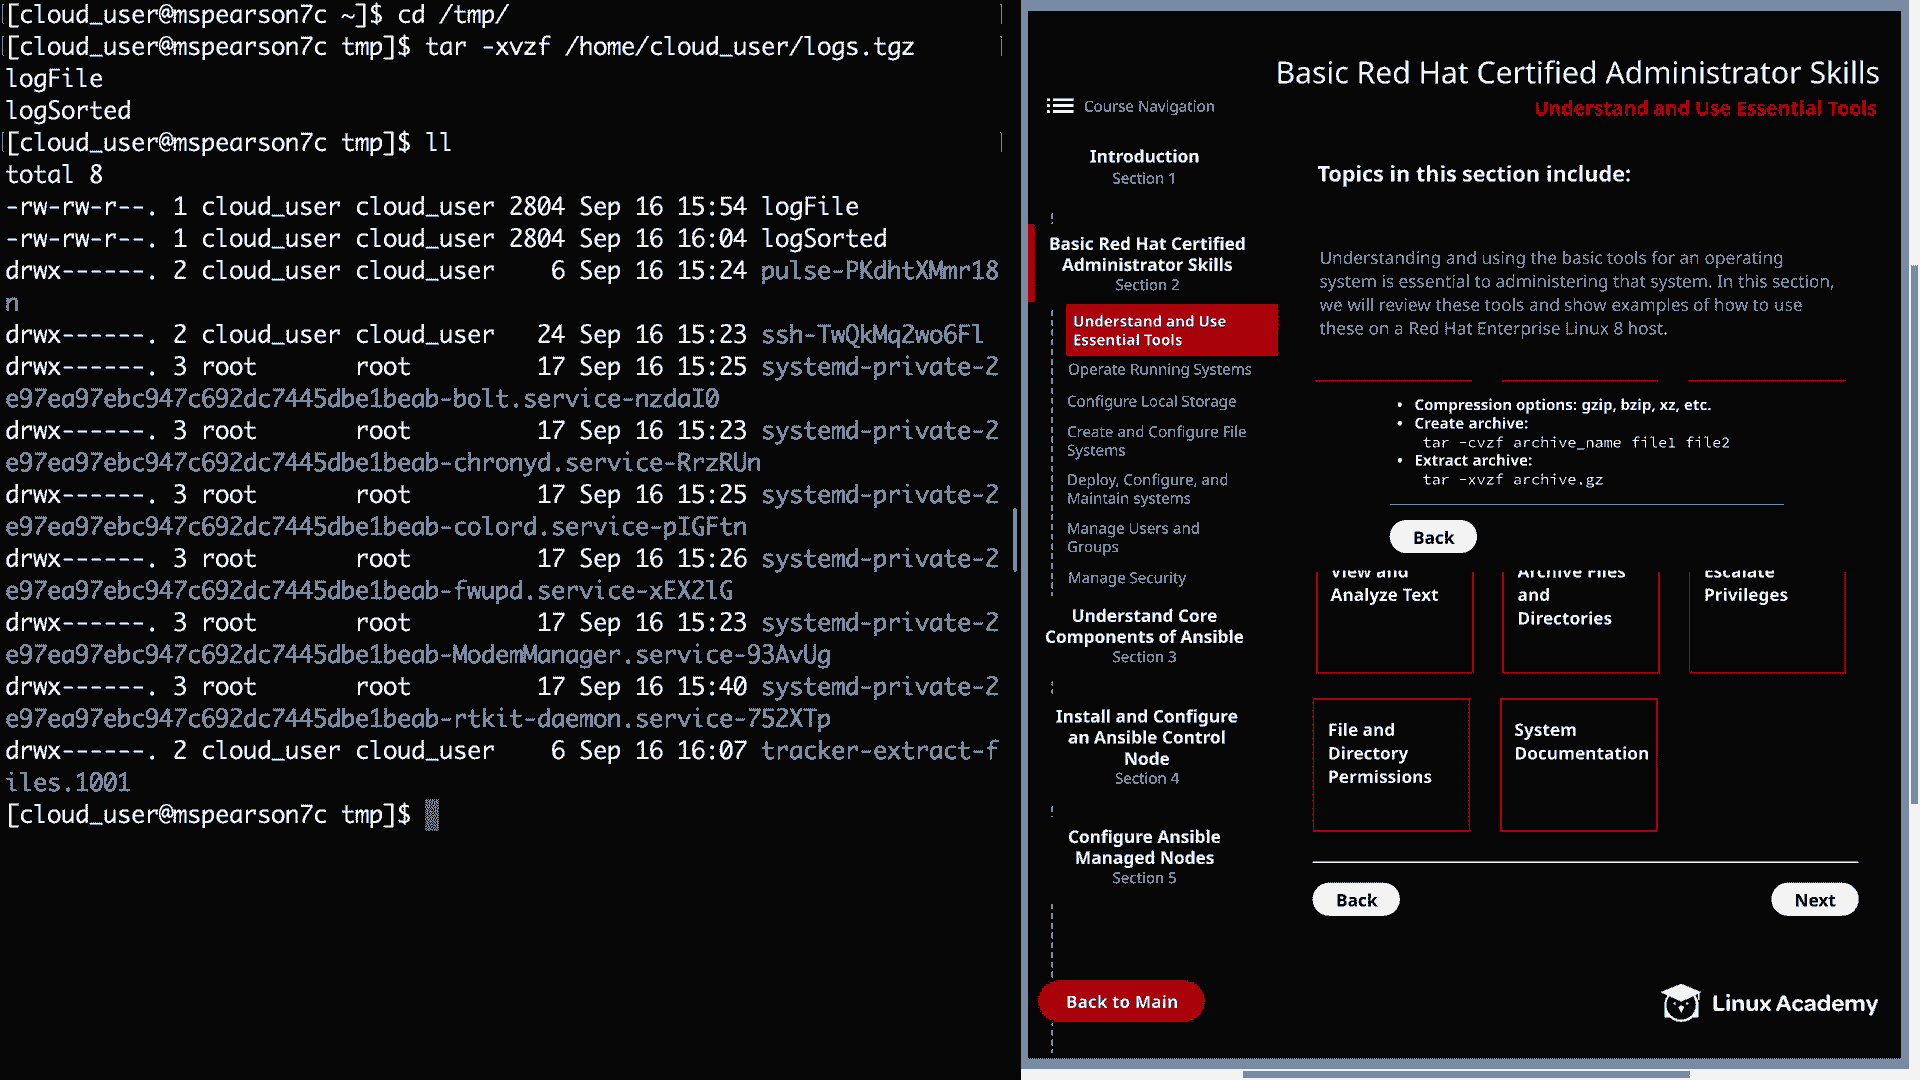 [cloud_user@mspearson7c ~]$ cd /tmp/
[cloud_user@mspearson7c tmp]$ tar -xvzf /home/cloud_user/logs.tgz
logFile
logSorted
[cloud_user@mspearson7c tmp]$ ll
total 8
-rw-rw-r--. 1 cloud_user cloud_user 2804 Sep 16 15:54 logFile
-rw-rw-r--. 1 cloud_user cloud_user 2804 Sep 16 16:04 logSorted
drwx------. 2 cloud_user cloud_user    6 Sep 16 15:24 pulse-PKdhtXMmr18
n
drwx------. 2 cloud_user cloud_user   24 Sep 16 15:23 ssh-TwQkMq2wo6Fl
drwx------. 3 root       root         17 Sep 16 15:25 systemd-private-2
e97ea97ebc947c692dc7445dbe1beab-bolt.service-nzdaI0
drwx------. 3 root       root         17 Sep 16 15:23 systemd-private-2
e97ea97ebc947c692dc7445dbe1beab-chronyd.service-RrzRUn
drwx------. 3 root       root         17 Sep 16 15:25 systemd-private-2
e97ea97ebc947c692dc7445dbe1beab-colord.service-pIGFtn
drwx------. 3 root       root         17 Sep 16 15:26 systemd-private-2
e97ea97ebc947c692dc7445dbe1beab-fwupd.service-xEX2lG
drwx------. 3 root       root         17 Sep 16 15:23 systemd-private-2
e97ea97ebc947c692dc7445dbe1beab-ModemManager.service-93AvUg
drwx------. 3 root       root         17 Sep 16 15:40 systemd-private-2
e97ea97ebc947c692dc7445dbe1beab-rtkit-daemon.service-752XTp
drwx------. 2 cloud_user cloud_user    6 Sep 16 16:07 tracker-extract-f
iles.1001
[cloud_user@mspearson7c tmp]$
Basic Red Hat Certified Administrator Skills
Understand and Use Essential Tools
Course Navigation
Introduction
Section 1
Basic Red Hat Certified
Administrator Skills
Section 2
Understand and Use
Essential Tools
Operate Running Systems
Configure Local Storage
Create and Configure File
Systems
Deploy, Configure, and
Maintain systems
Manage Users and
Groups
Manage Security
Understand Core
Components of Ansible
Section 3
Install and Configure
an Ansible Control
Node
Section 4
Configure Ansible
Managed Nodes
Section 5
Back to Main
Topics in this section include:
Understanding and using the basic tools for an operating
system is essential to administering that system. In this section,
we will review these tools and show examples of how to use
these on a Red Hat Enterprise Linux 8 host.
• Compression options: gzip, bzip, xz, etc.
• Create archive:
tar -cvzf archive_name file1 file2
• Extract archive:
tar -xvzf archive.gz
Back
View and
Analyze Text
Archive Files
and
Directories
Escalate
Privileges
File and
Directory
Permissions
System
Documentation
Back
Next
Linux Academy